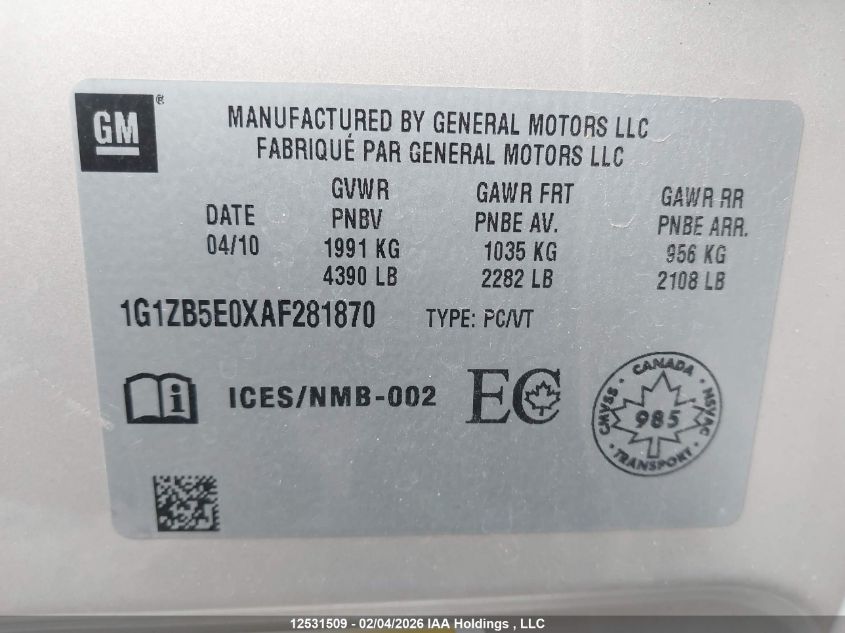 GM®
MANUFACTURED BY GENERAL MOTORS LLC
FABRIQUÉ PAR GENERAL MOTORS LLC
DATE
04/10
GVWR
PNBV
1991 KG
4390 LB
GAWR FRT
PNBE AV.
1035 KG
2282 LB
GAWR RR
PNBE ARR.
956 KG
2108 LB
1G1ZB5E0XAF281870 TYPE: PC/VT
i ICES/NMB-002 EC
CANADA
CMVSS 985 NSVAC
TRANSPORT
12531509 - 02/04/2026 IAA Holdings , LLC